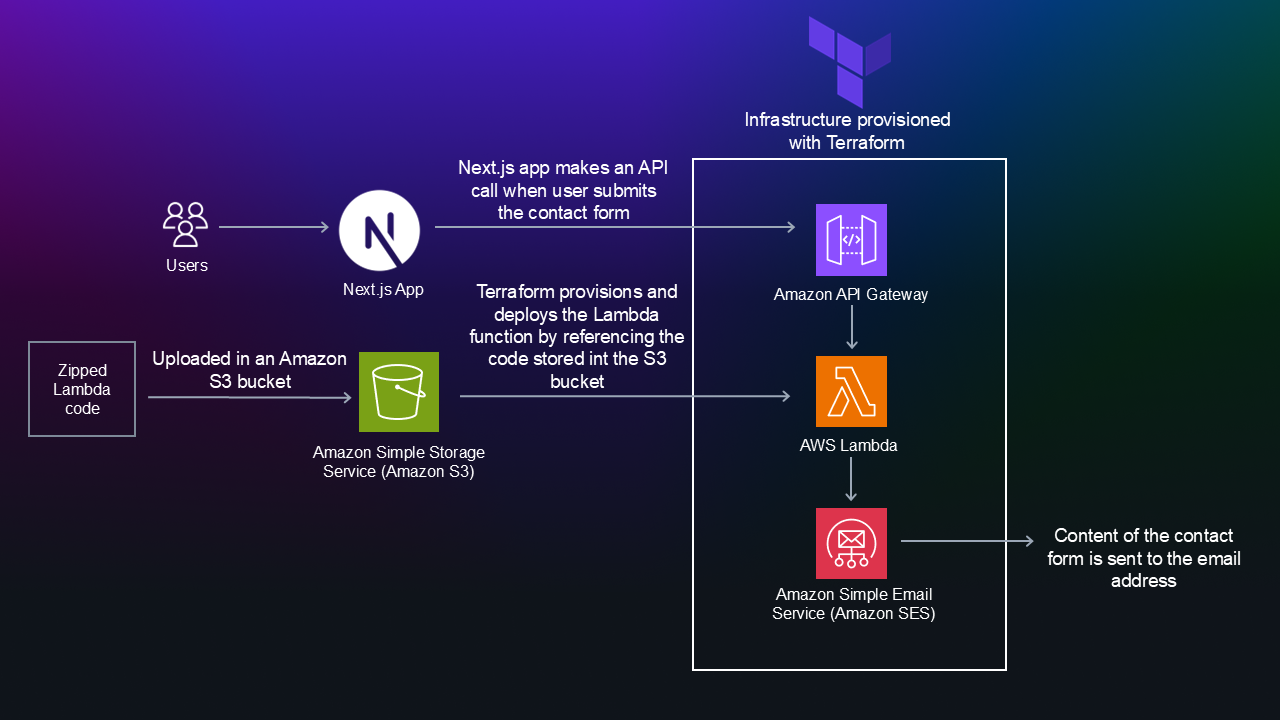 Infrastructure provisioned
with Terraform
Next.js app makes an API
call when user submits
the contact form
Users
Next.js App
Amazon API Gateway
Terraform provisions and
deploys the Lambda
function by referencing the
code stored int the S3
bucket
Zipped
Lambda
code
Uploaded in an Amazon
S3 bucket
Amazon Simple Storage
Service (Amazon S3)
AWS Lambda
Amazon Simple Email
Service (Amazon SES)
Content of the contact
form is sent to the email
address